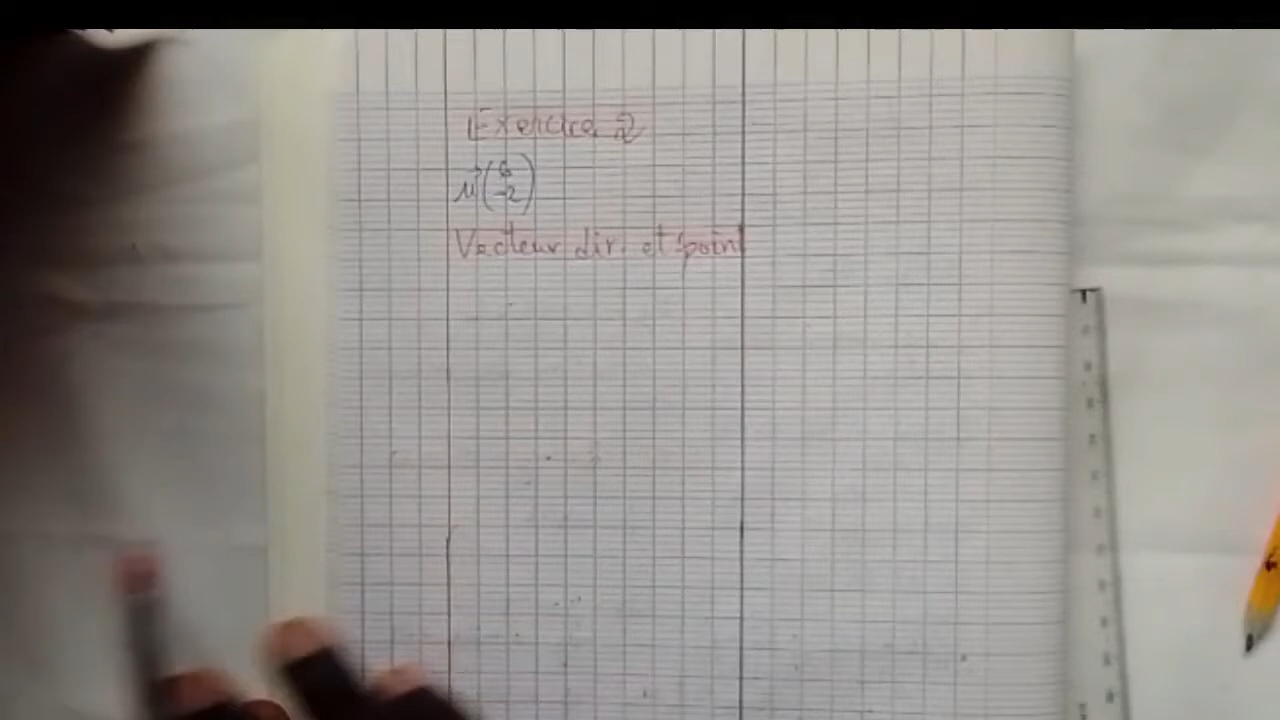 Exercice 2
u⃗(6
-2)
Vecteur dir. et point